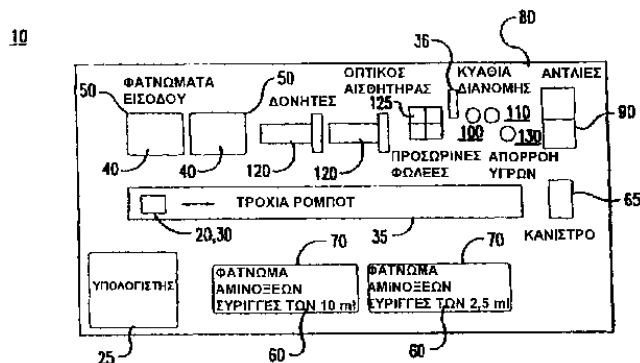 10
80
36
50
50
ΦΑΤΝΩΜΑΤΑ
ΕΙΣΟΔΟΥ
ΔΟΝΗΤΕΣ
ΟΠΤΙΚΟΣ
ΑΙΣΘΗΤΗΡΑΣ
125
ΚΥΑΘΙΑ
ΔΙΑΝΟΜΗΣ
ΑΝΤΛΙΕΣ
110
100
130
90
40
40
120
120
ΠΡΟΣΩΡΙΝΕΣ
ΦΩΛΕΕΣ
ΑΠΟΡΡΟΗ
ΥΓΡΩΝ
65
ΚΑΝΙΣΤΡΟ
20,30
ΤΡΟΧΙΑ ΡΟΜΠΟΤ
35
70
70
ΥΠΟΛΟΓΙΣΤΗΣ
25
ΦΑΤΝΩΜΑ
ΑΜΙΝΟΞΕΩΝ
ΣΥΡΙΓΓΕΣ ΤΩΝ 10 ml
60
ΦΑΤΝΩΜΑ
ΑΜΙΝΟΞΕΩΝ
ΣΥΡΙΓΓΕΣ ΤΩΝ 2,5 ml
60